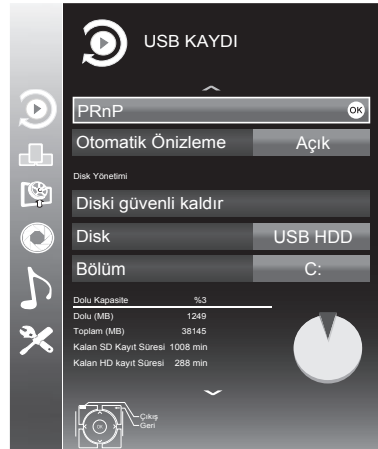 USB KAYDI
PRnP OK
Otomatik Önizleme Açık
Disk Yönetimi
Diski güvenli kaldır
Disk USB HDD
Bölüm C:
Dolu Kapasite %3
Dolu (MB) 1249
Toplam (MB) 38145
Kalan SD Kayıt Süresi 1008 min
Kalan HD kayıt Süresi 288 min
Çıkış
Geri
OK